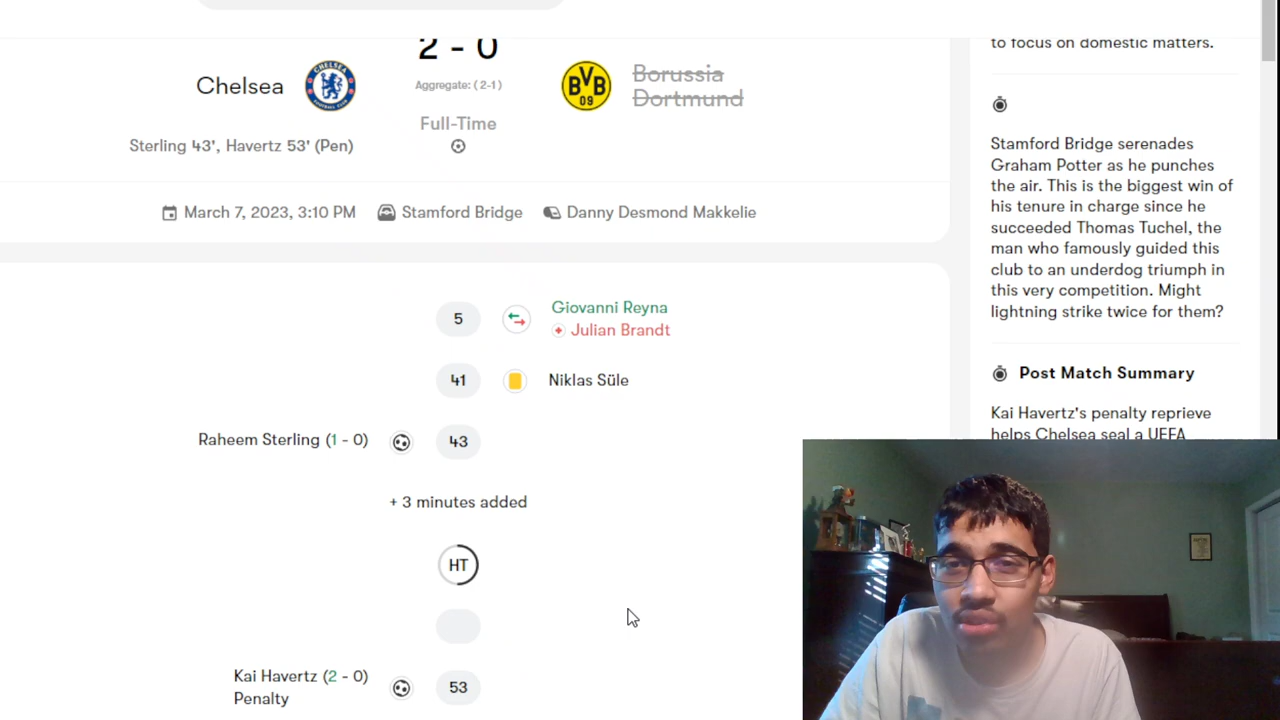 2 - 0
Chelsea
CHELSEA
FOOTBALL CLUB
Aggregate: ( 2-1 )
BVB
09
Borussia
Dortmund
Full-Time
Sterling 43', Havertz 53' (Pen)
March 7, 2023, 3:10 PM
Stamford Bridge
Danny Desmond Makkelie
5
Giovanni Reyna
Julian Brandt
41
Niklas Süle
Raheem Sterling (1 - 0)
43
+ 3 minutes added
HT
Kai Havertz (2 - 0)
Penalty
53
to focus on domestic matters.
Stamford Bridge serenades
Graham Potter as he punches
the air. This is the biggest win of
his tenure in charge since he
succeeded Thomas Tuchel, the
man who famously guided this
club to an underdog triumph in
this very competition. Might
lightning strike twice for them?
Post Match Summary
Kai Havertz's penalty reprieve
helps Chelsea seal a UEFA